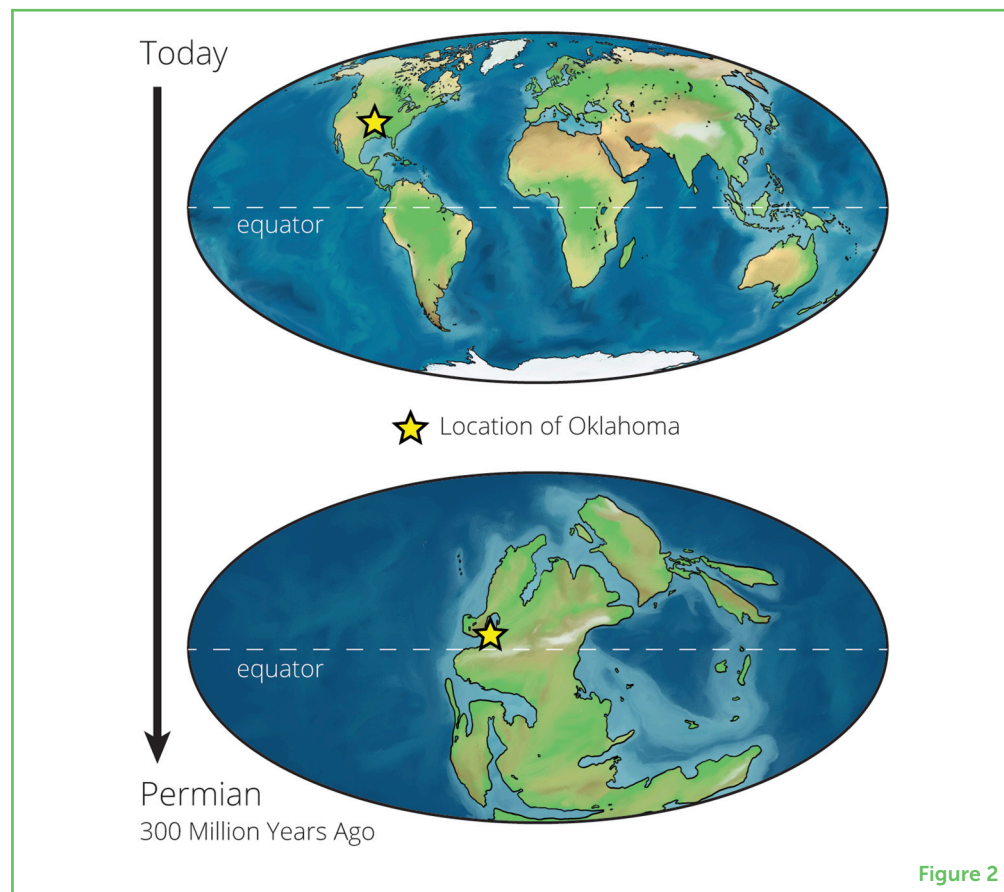 Today
equator
Location of Oklahoma
equator
Permian
300 Million Years Ago
Figure 2